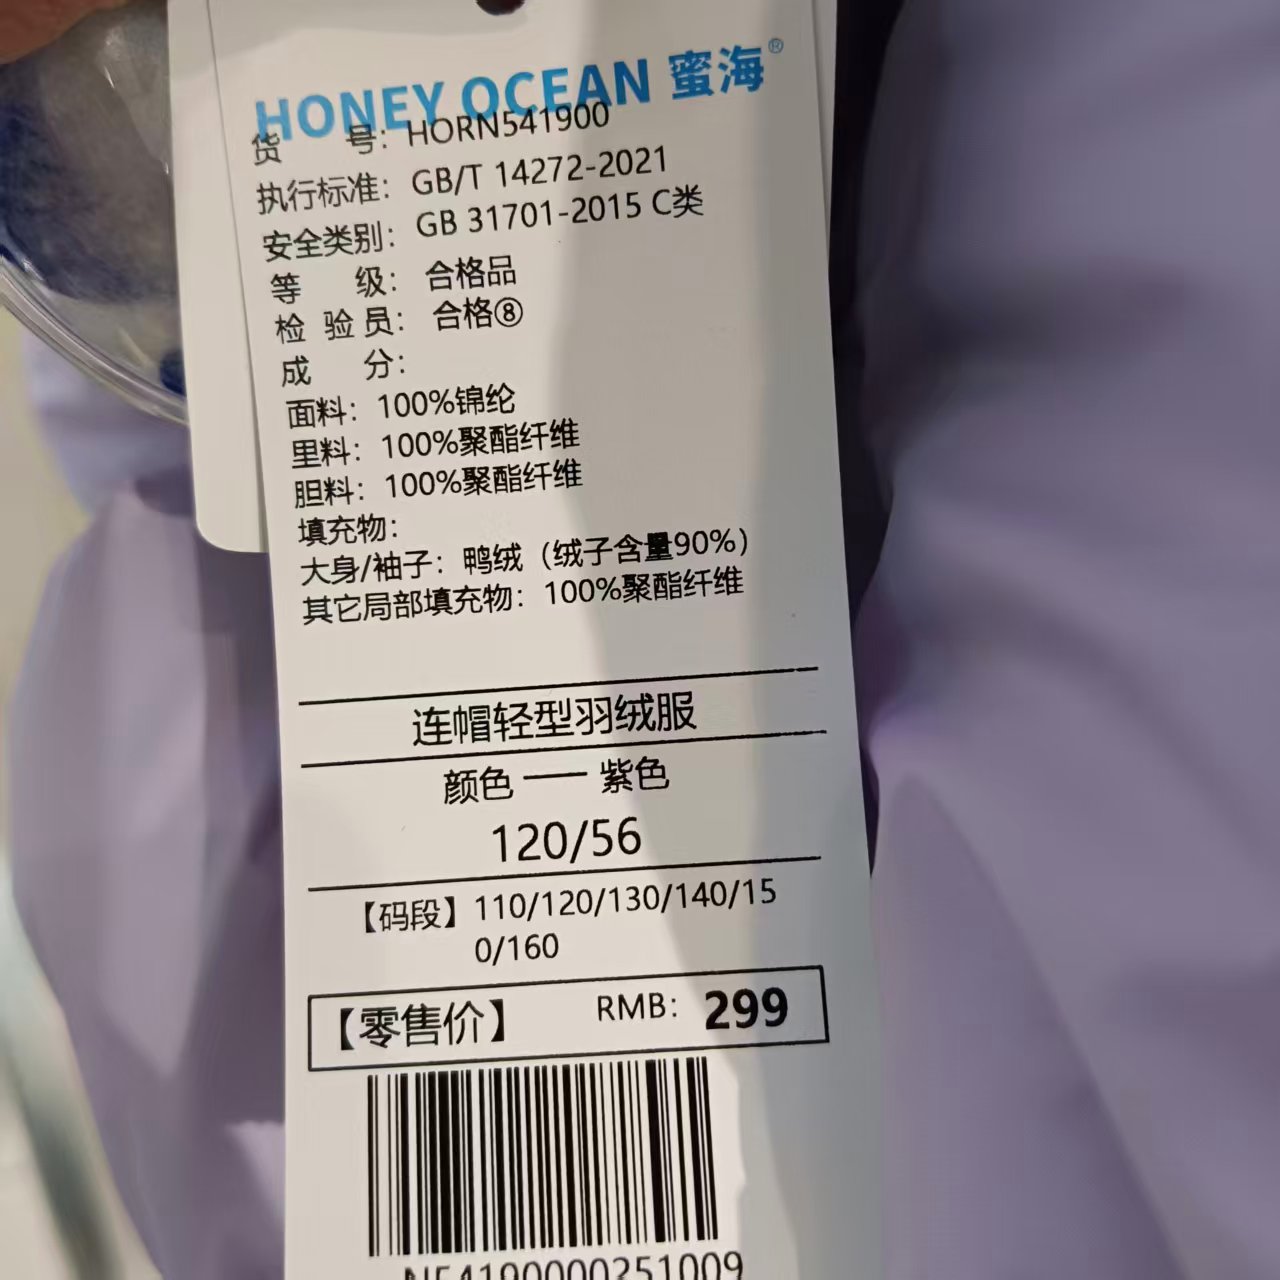 HONEY OCEAN 蜜海®
货 号：HORN541900
执行标准：GB/T 14272-2021
安全类别：GB 31701-2015 C类
等 级：合格品
检 验 员：合格⑧
成 分：
面料：100%锦纶
里料：100%聚酯纤维
胆料：100%聚酯纤维
填充物：
大身/袖子：鸭绒（绒子含量90%）
其它局部填充物：100%聚酯纤维
连帽轻型羽绒服
颜色 —— 紫色
120/56
【码段】110/120/130/140/15
0/160
【零售价】 RMB：299
N54190000251009